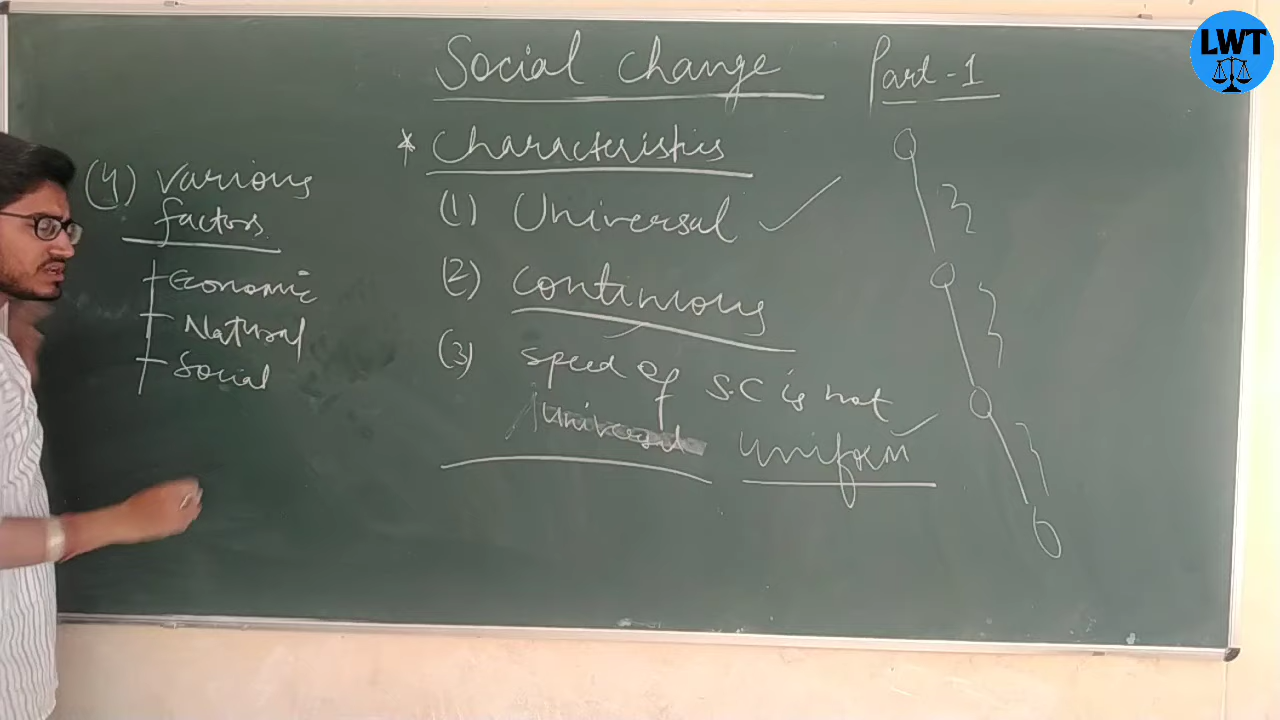 Social change Part-1
* Characteristics
(1) Universal
(2) Continuous
(3) Speed of S.C is not
Universal Uniform
(4) Various
factors
Economic
Natural
Social
LWT